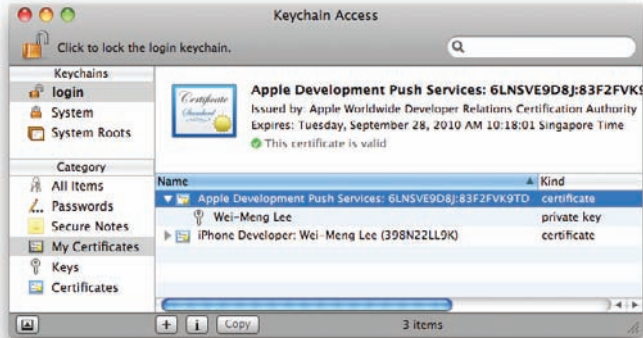 Keychain Access
Click to lock the login keychain.
Keychains
login
System
System Roots
Category
All Items
Passwords
Secure Notes
My Certificates
Keys
Certificates
Certificate
Standard
Apple Development Push Services: 6LNSVE9D8J:83F2FVK9
Issued by: Apple Worldwide Developer Relations Certification Authority
Expires: Tuesday, September 28, 2010 AM 10:18:01 Singapore Time
This certificate is valid
Name Kind
Apple Development Push Services: 6LNSVE9D8J:83F2FVK9TD certificate
Wei-Meng Lee private key
iPhone Developer: Wei-Meng Lee (398N22LL9K) certificate
+ i Copy 3 items